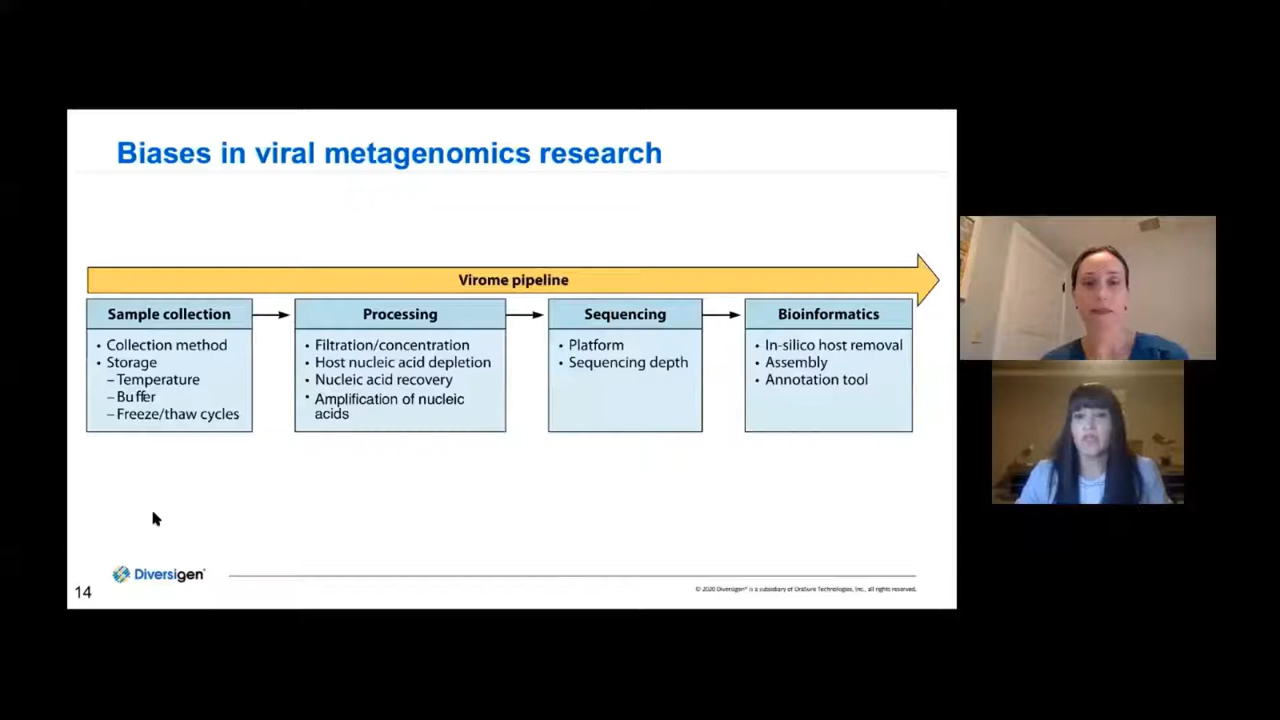 Biases in viral metagenomics research
Virome pipeline
Sample collection
• Collection method
• Storage
– Temperature
– Buffer
– Freeze/thaw cycles
Processing
• Filtration/concentration
• Host nucleic acid depletion
• Nucleic acid recovery
• Amplification of nucleic
acids
Sequencing
• Platform
• Sequencing depth
Bioinformatics
• In-silico host removal
• Assembly
• Annotation tool
Diversigen®
14
© 2020 Diversigen® is a subsidiary of OraSure Technologies, Inc., all rights reserved.